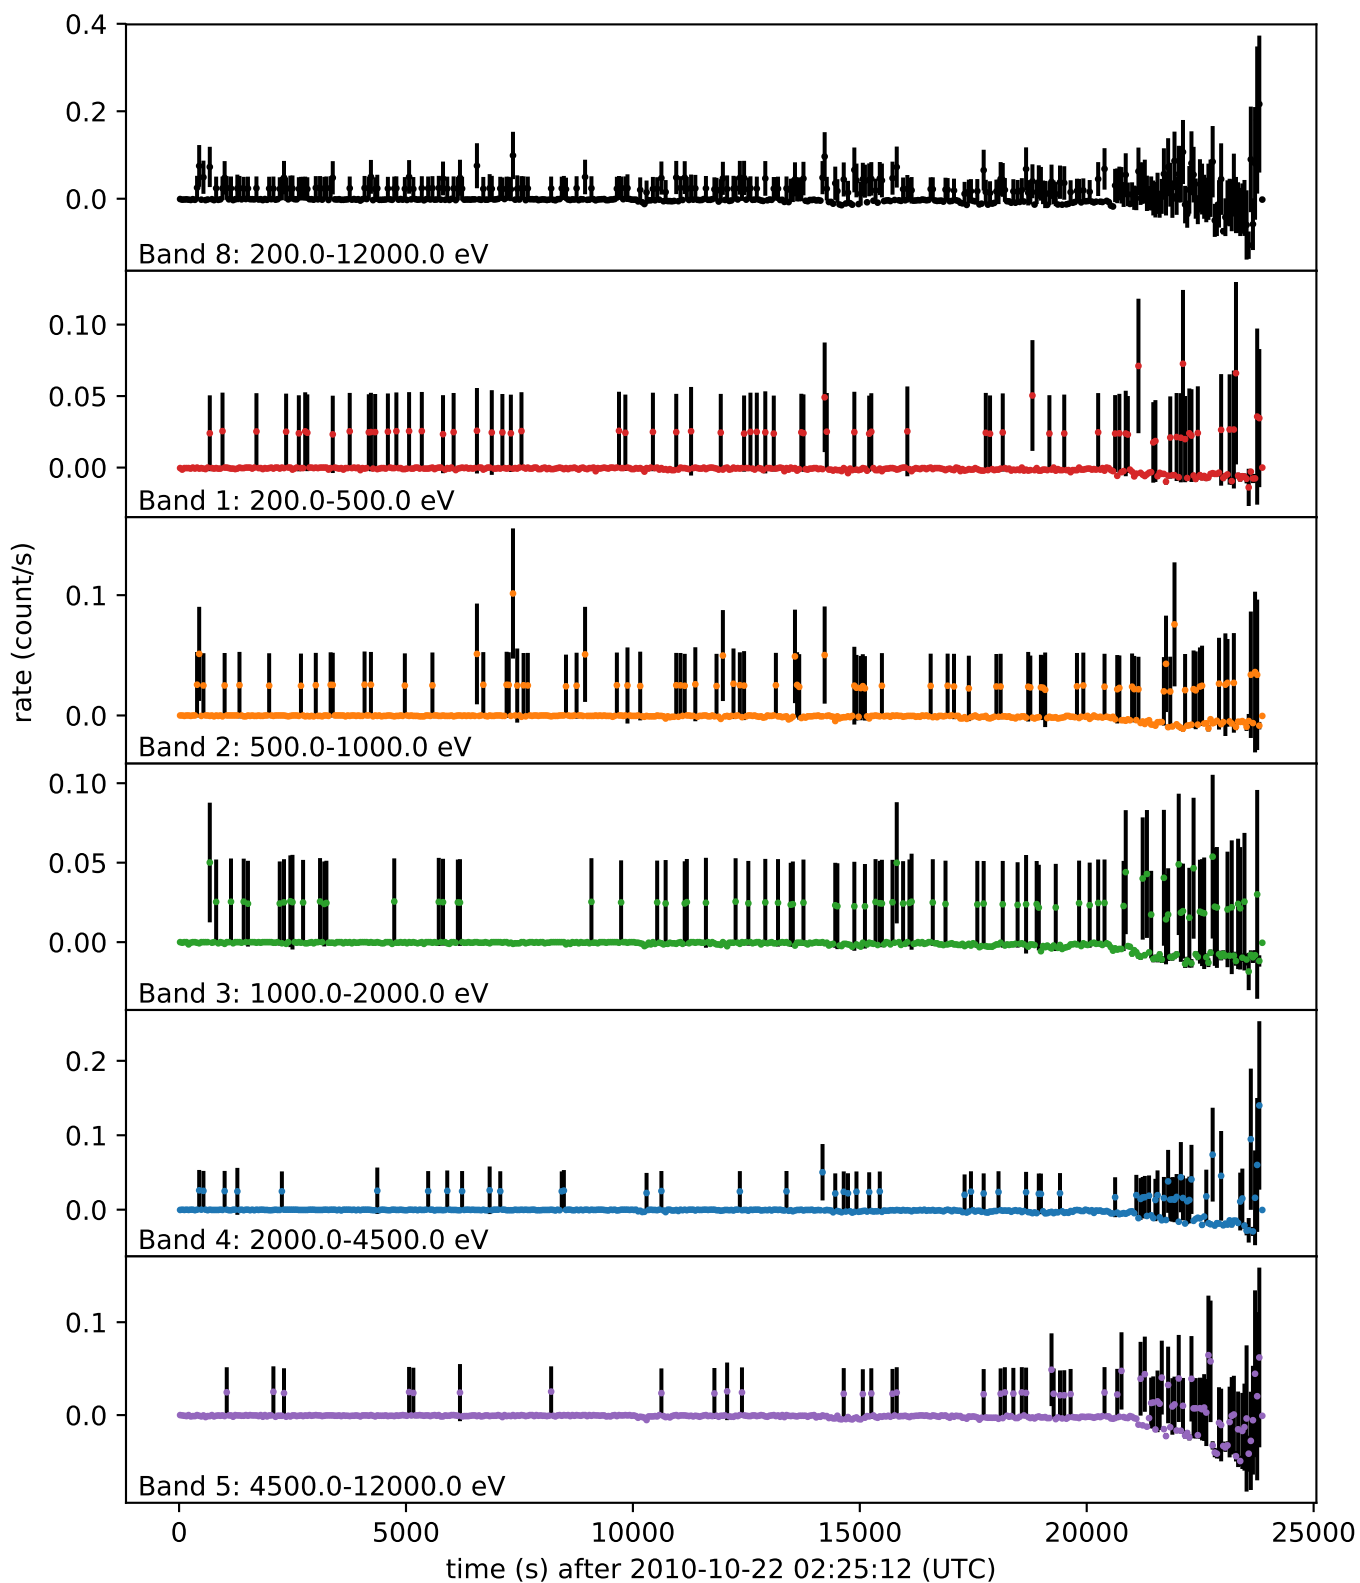 0.4
0.2
0.0
Band 8: 200.0-12000.0 eV
0.10
0.05
0.00
Band 1: 200.0-500.0 eV
rate (count/s)
0.1
0.0
Band 2: 500.0-1000.0 eV
0.10
0.05
0.00
Band 3: 1000.0-2000.0 eV
0.2
0.1
0.0
Band 4: 2000.0-4500.0 eV
0.1
0.0
Band 5: 4500.0-12000.0 eV
0 5000 10000 15000 20000 25000
time (s) after 2010-10-22 02:25:12 (UTC)